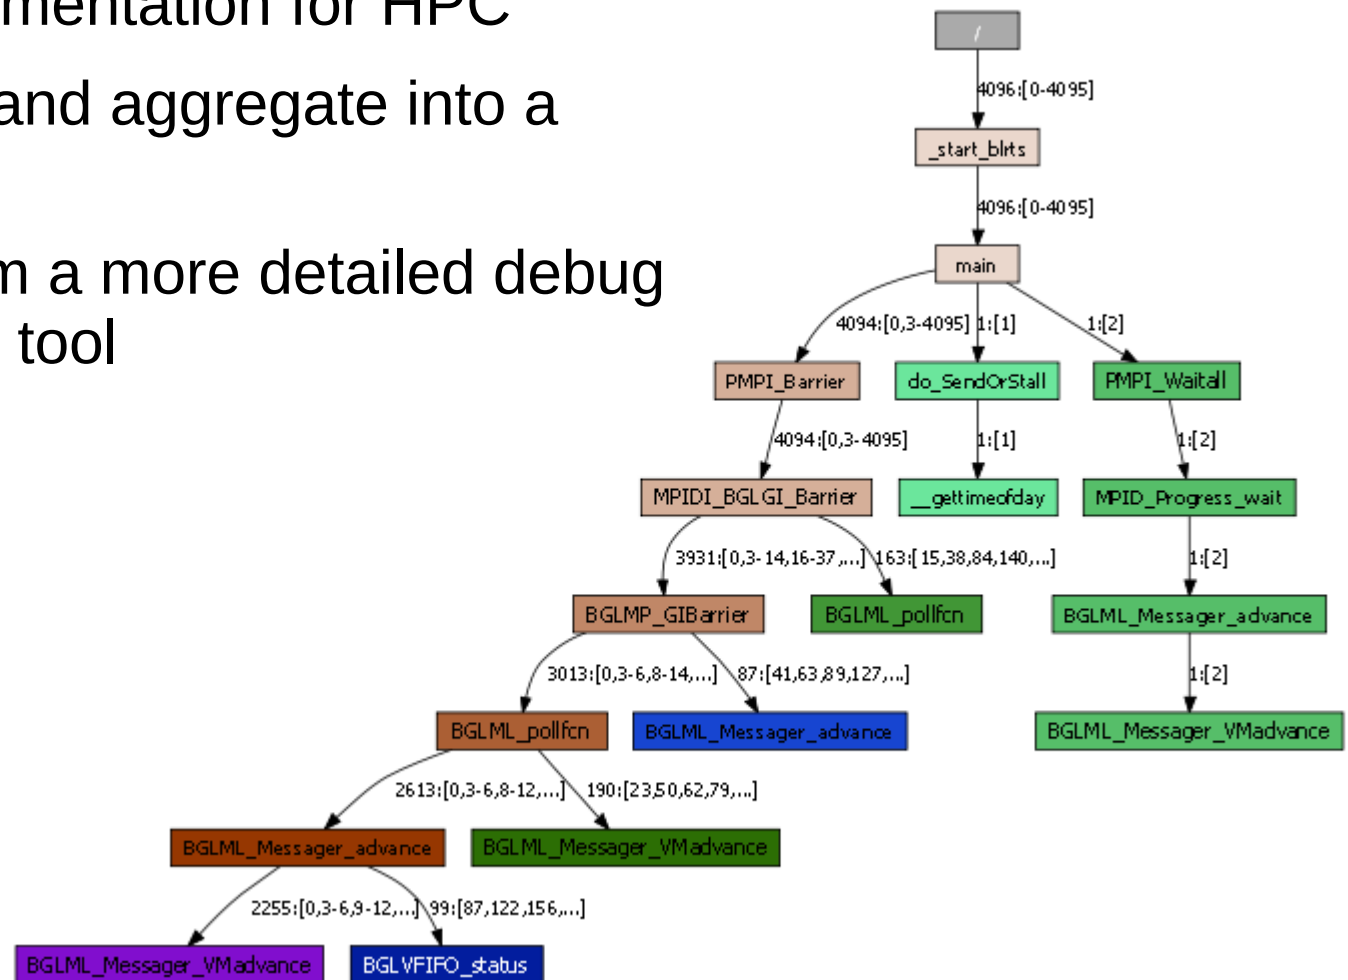 mentation for HPC
and aggregate into a
m a more detailed debug
tool
/
4096:[0-4095]
_start_blrts
4096:[0-4095]
main
4094:[0,3-4095] 1:[1] 1:[2]
PMPI_Barrier do_SendOrStall PMPI_Waitall
4094:[0,3-4095] 1:[1] 1:[2]
MPIDI_BGLGI_Barrier __gettimeofday MPID_Progress_wait
3931:[0,3-14,16-37,...] 163:[15,38,84,140,...] 1:[2]
BGLMP_GIBarrier BGLML_pollfcn BGLML_Messager_advance
3013:[0,3-6,8-14,...] 87:[41,63,89,127,...] 1:[2]
BGLML_pollfcn BGLML_Messager_advance BGLML_Messager_VMadvance
2613:[0,3-6,8-12,...] 190:[23,50,62,79,...]
BGLML_Messager_advance BGLML_Messager_VMadvance
2255:[0,3-6,9-12,...] 99:[87,122,156,...]
BGLML_Messager_VMadvance BGLVFIFO_status